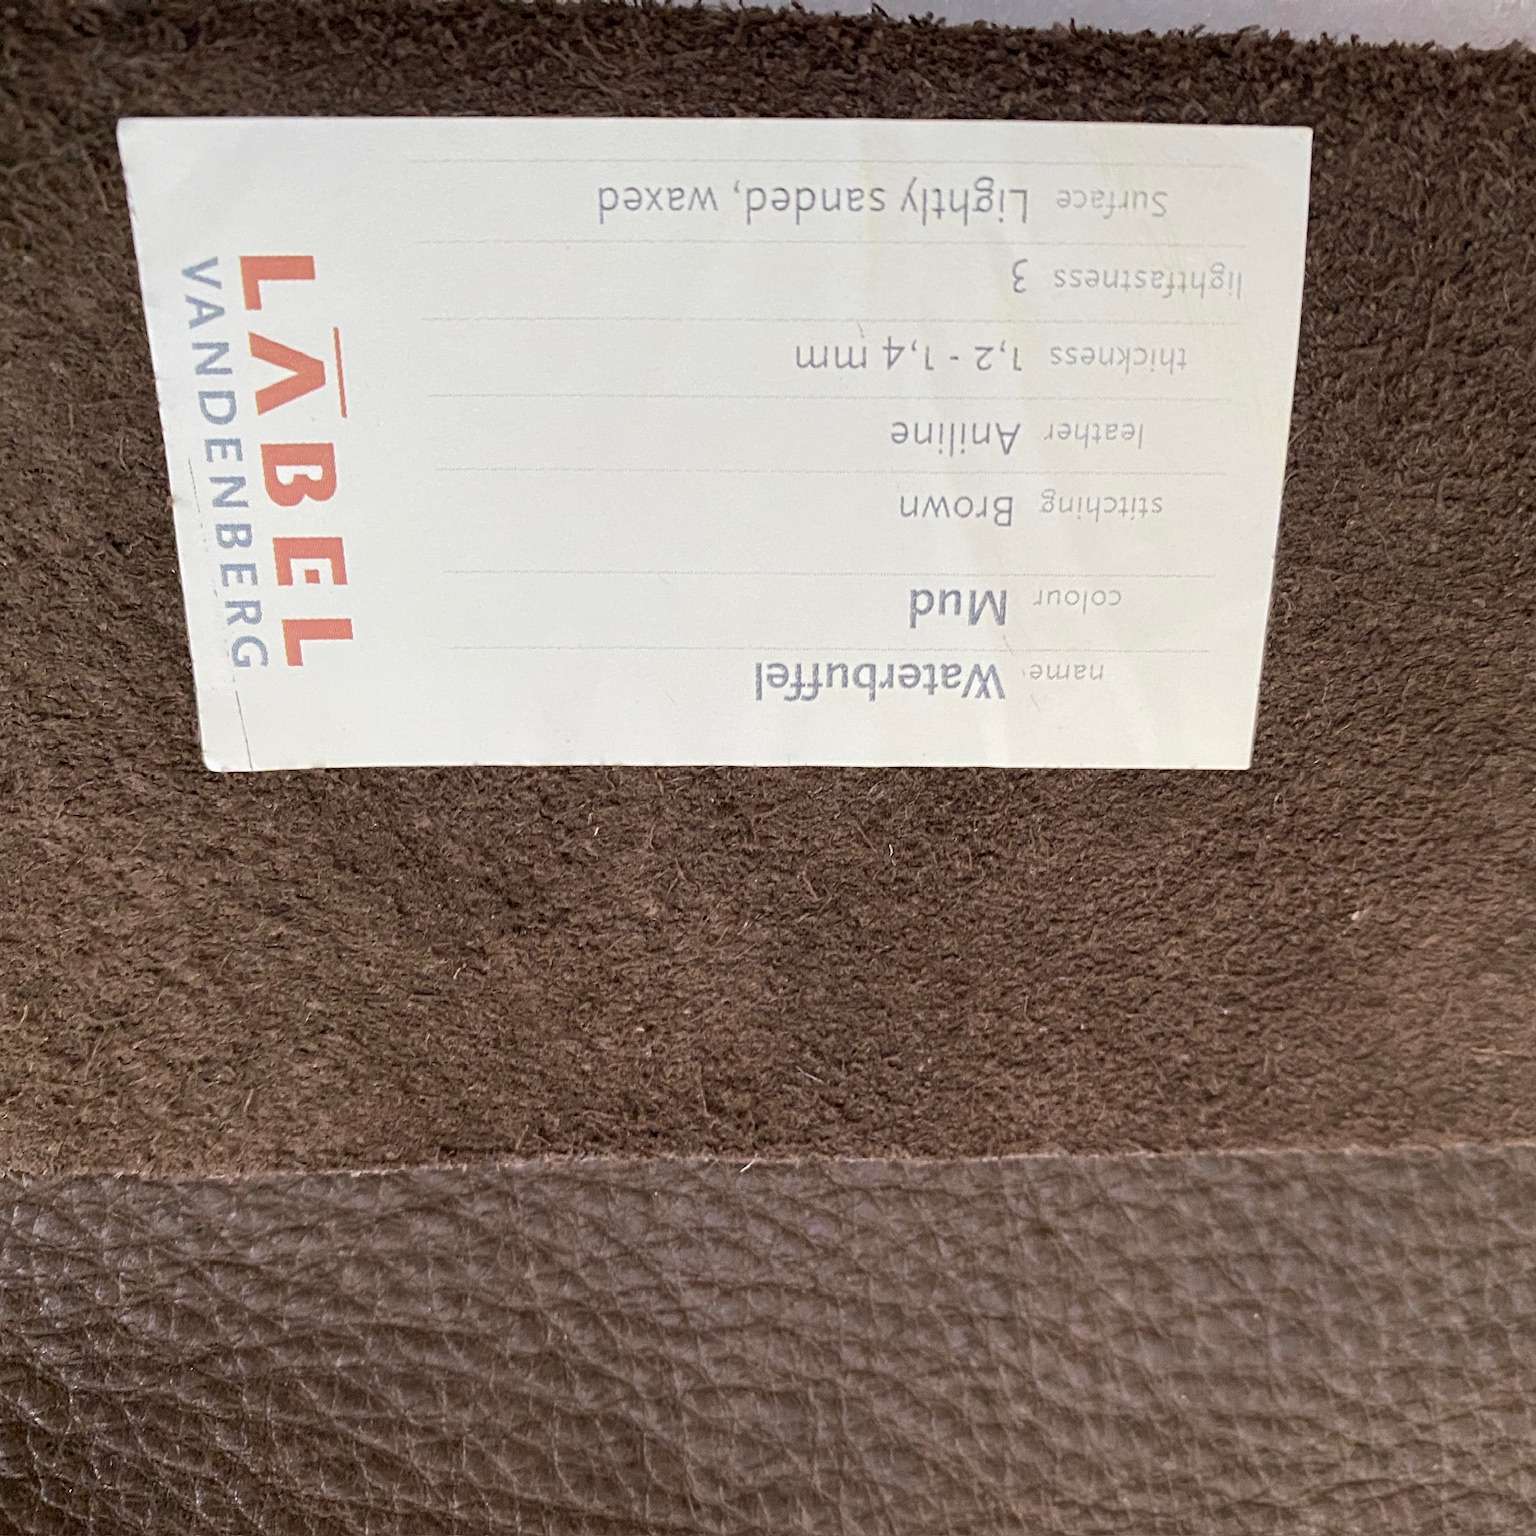 name Waterbuffel
colour Mud
stitching Brown
leather Aniline
thickness 1,2 - 1,4 mm
lightfastness 3
Surface Lightly sanded, waxed
LABEL
VANDENBERG